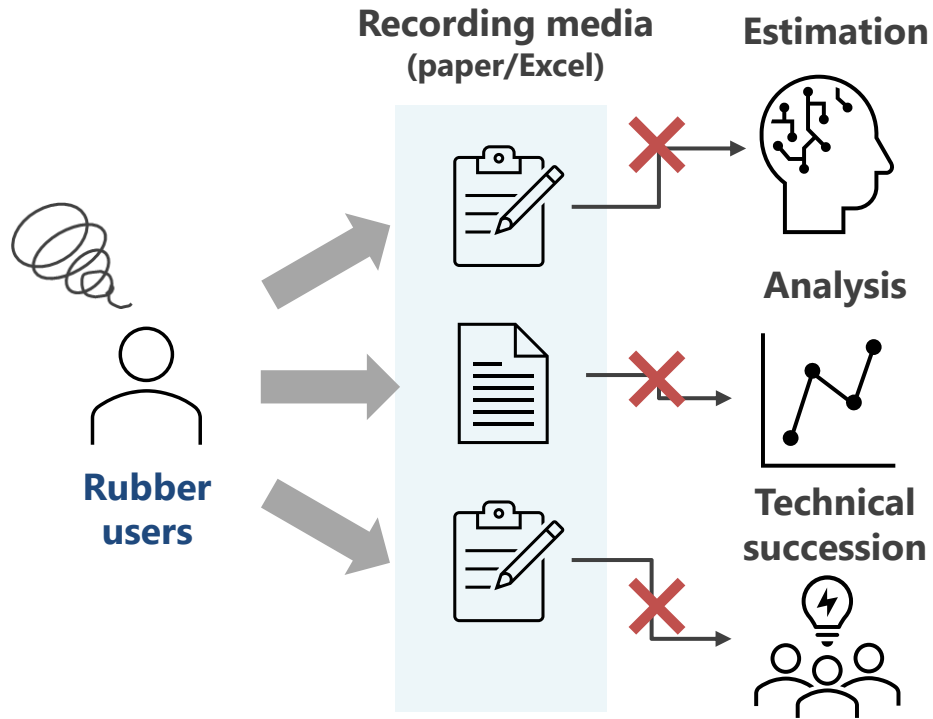 Recording media
(paper/Excel)
Estimation
Analysis
Rubber
users
Technical
succession